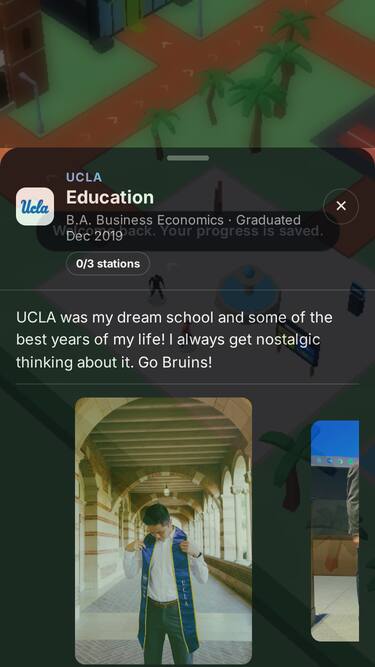 UCLA
Education
Ucla
B.A. Business Economics · Graduated
Dec 2019
Welcome back. Your progress is saved.
0/3 stations
UCLA was my dream school and some of the
best years of my life! I always get nostalgic
thinking about it. Go Bruins!
UCLA